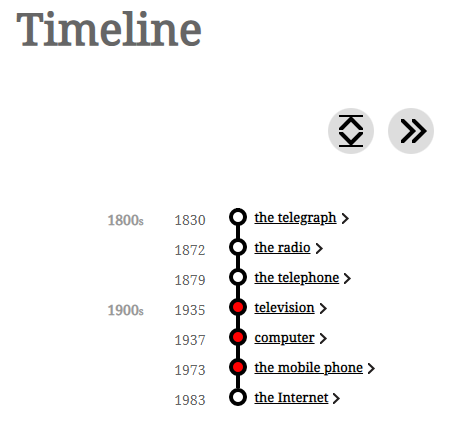 Timeline
1800s 1830 the telegraph
1872 the radio
1879 the telephone
1900s 1935 television
1937 computer
1973 the mobile phone
1983 the Internet